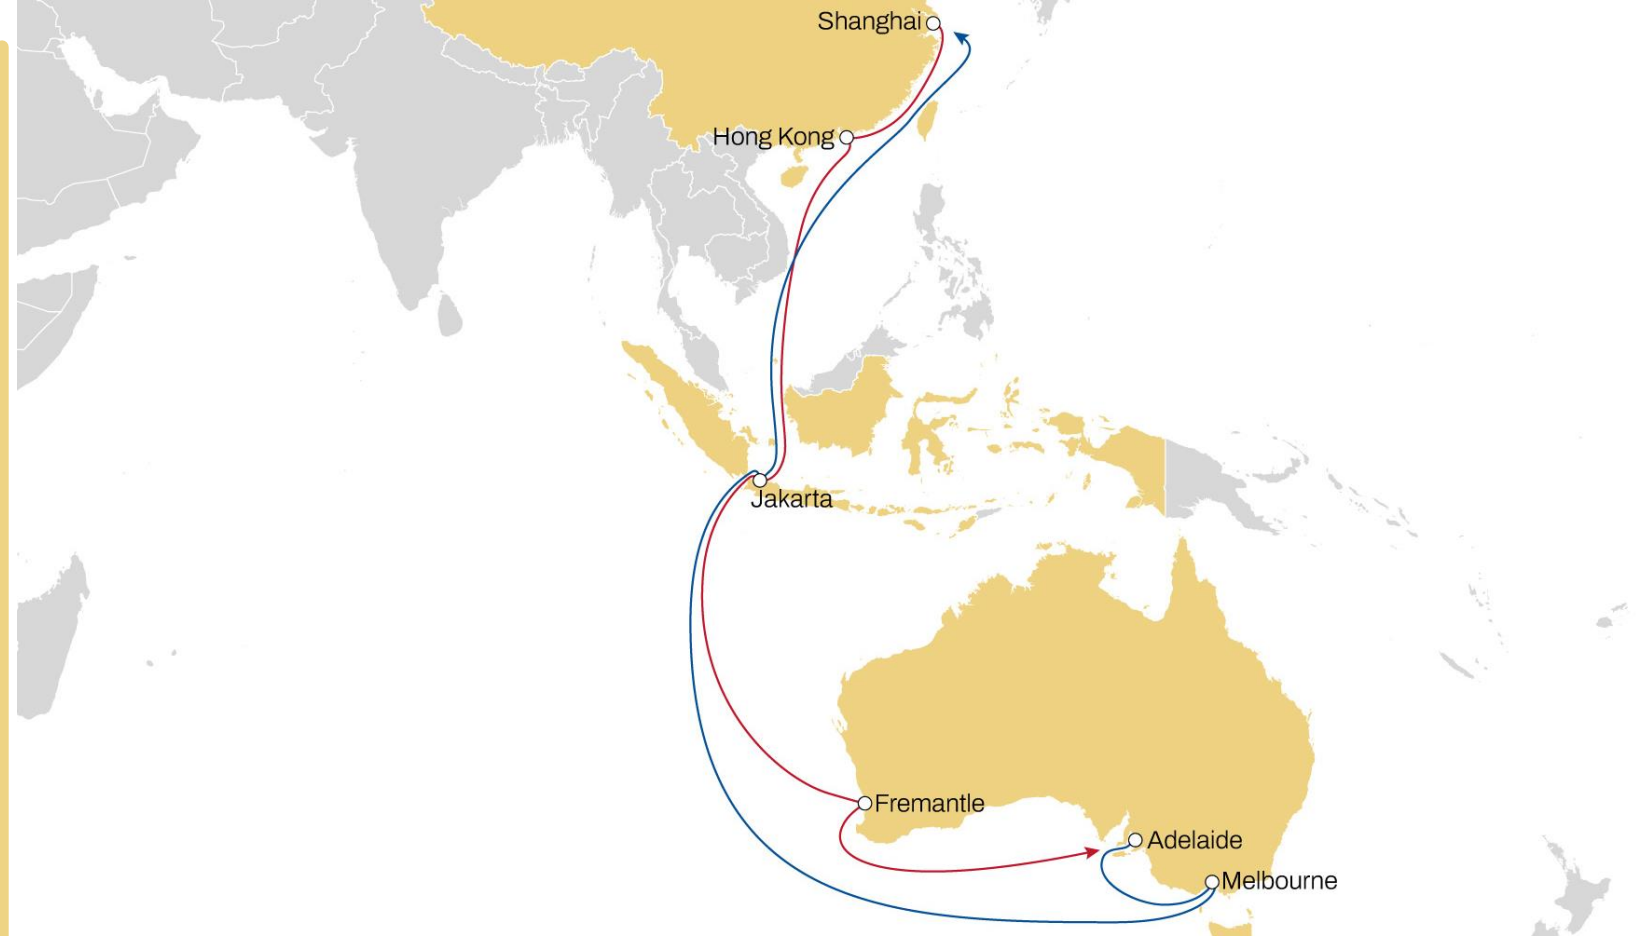 Shanghai
Hong Kong
Jakarta
Fremantle
Adelaide
Melbourne